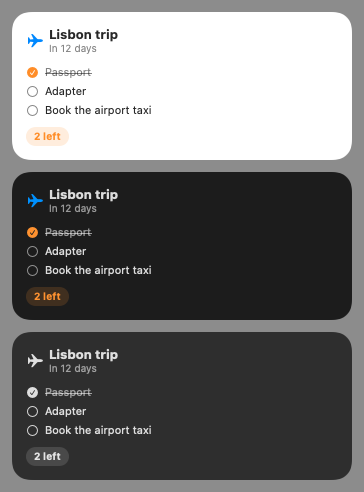 Lisbon trip
In 12 days
Passport
Adapter
Book the airport taxi
2 left
Lisbon trip
In 12 days
Passport
Adapter
Book the airport taxi
2 left
Lisbon trip
In 12 days
Passport
Adapter
Book the airport taxi
2 left